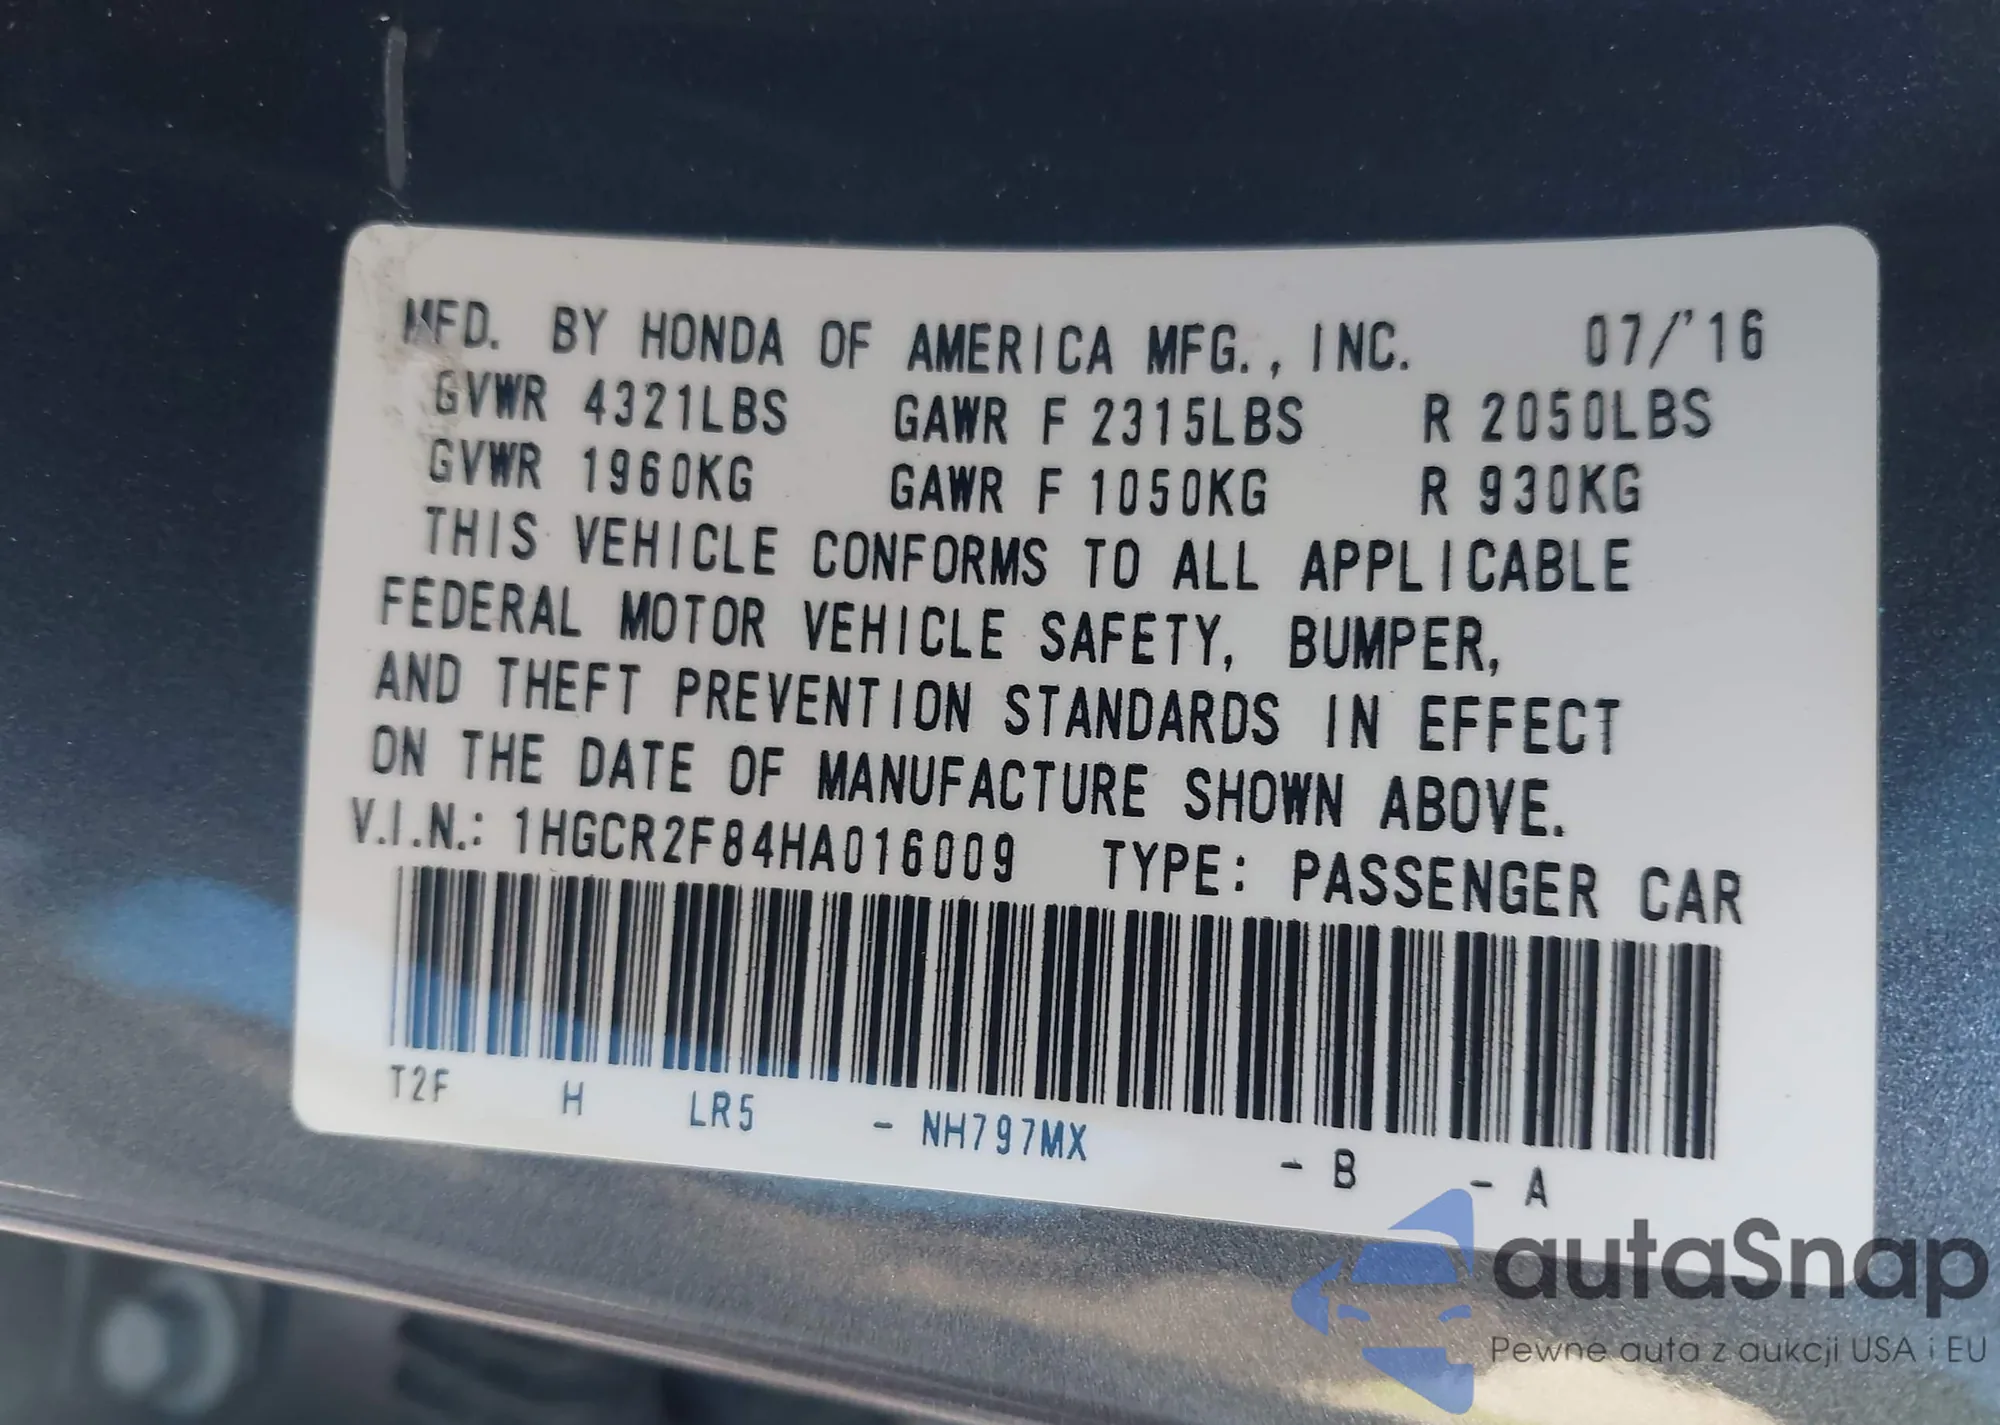 MFD. BY HONDA OF AMERICA MFG., INC. 07/'16
GVWR 4321LBS GAWR F 2315LBS R 2050LBS
GVWR 1960KG GAWR F 1050KG R 930KG
THIS VEHICLE CONFORMS TO ALL APPLICABLE
FEDERAL MOTOR VEHICLE SAFETY, BUMPER,
AND THEFT PREVENTION STANDARDS IN EFFECT
ON THE DATE OF MANUFACTURE SHOWN ABOVE.
V.I.N.: 1HGCR2F84HA016009 TYPE: PASSENGER CAR
T2F H LR5 - NH797MX - B - A
autaSnap
Pewne auta z aukcji USA i EU